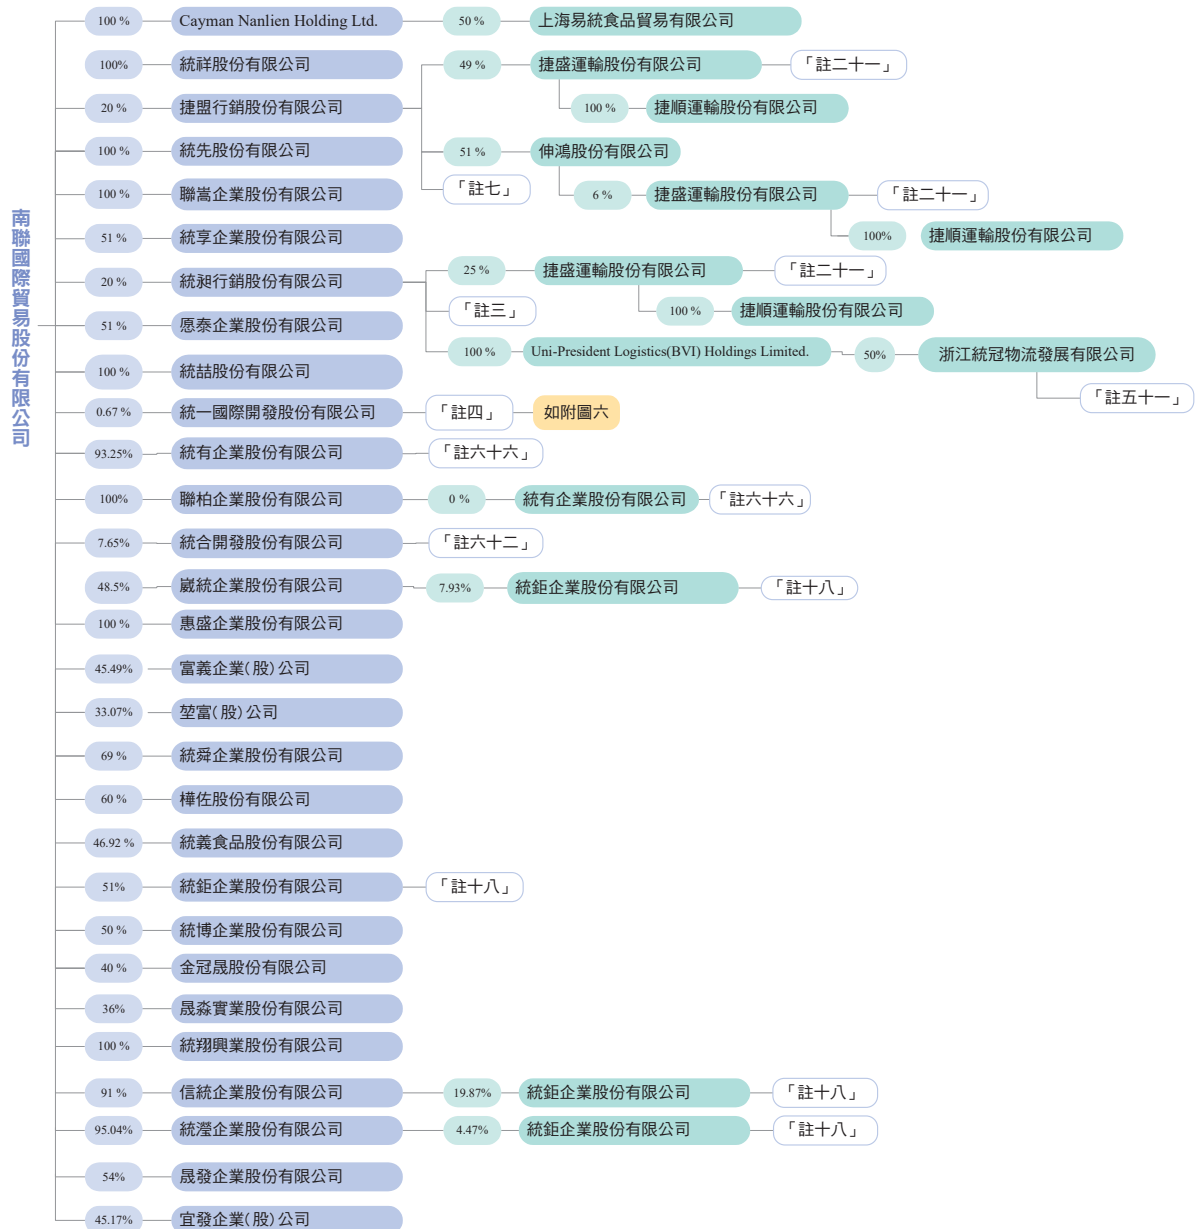 南聯國際貿易股份有限公司
100 % Cayman Nanlien Holding Ltd. 50 % 上海易統食品貿易有限公司
100% 統祥股份有限公司 49 % 捷盛運輸股份有限公司 「註二十一」
20 % 捷盟行銷股份有限公司 100 % 捷順運輸股份有限公司
100 % 統先股份有限公司 51 % 伸鴻股份有限公司
「註七」
100 % 聯嵩企業股份有限公司 6 % 捷盛運輸股份有限公司 「註二十一」
51 % 統享企業股份有限公司 100% 捷順運輸股份有限公司
20 % 統昶行銷股份有限公司 25 % 捷盛運輸股份有限公司 「註二十一」
「註三」 100 % 捷順運輸股份有限公司
51 % 愿泰企業股份有限公司
100 % Uni-President Logistics(BVI) Holdings Limited. 50% 浙江統冠物流發展有限公司
100 % 統喆股份有限公司
「註五十一」
0.67 % 統一國際開發股份有限公司 「註四」 如附圖六
93.25% 統有企業股份有限公司 「註六十六」
100% 聯柏企業股份有限公司 0 % 統有企業股份有限公司 「註六十六」
7.65% 統合開發股份有限公司 「註六十二」
48.5% 崴統企業股份有限公司 7.93% 統鉅企業股份有限公司 「註十八」
100 % 惠盛企業股份有限公司
45.49% 富義企業(股)公司
33.07% 堃富(股)公司
69 % 統舜企業股份有限公司
60 % 樺佐股份有限公司
46.92 % 統義食品股份有限公司
51% 統鉅企業股份有限公司 「註十八」
50 % 統博企業股份有限公司
40 % 金冠晟股份有限公司
36% 晟淼實業股份有限公司
100 % 統翔興業股份有限公司
91 % 信統企業股份有限公司 19.87% 統鉅企業股份有限公司 「註十八」
95.04% 統瀅企業股份有限公司 4.47% 統鉅企業股份有限公司 「註十八」
54% 晟發企業股份有限公司
45.17% 宜發企業(股)公司